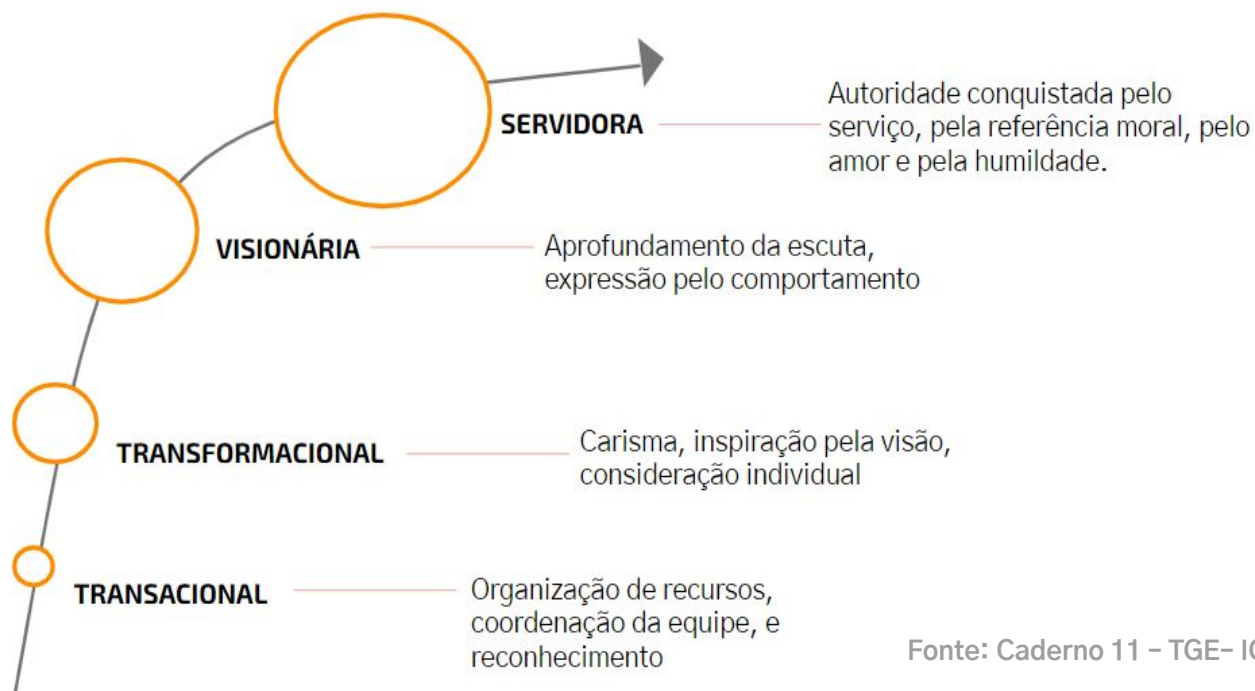 SERVIDORA
Autoridade conquistada pelo
serviço, pela referência moral, pelo
amor e pela humildade.
VISIONÁRIA
Aprofundamento da escuta,
expressão pelo comportamento
TRANSFORMACIONAL
Carisma, inspiração pela visão,
consideração individual
TRANSACIONAL
Organização de recursos,
coordenação da equipe, e
reconhecimento
Fonte: Caderno 11 – TGE–